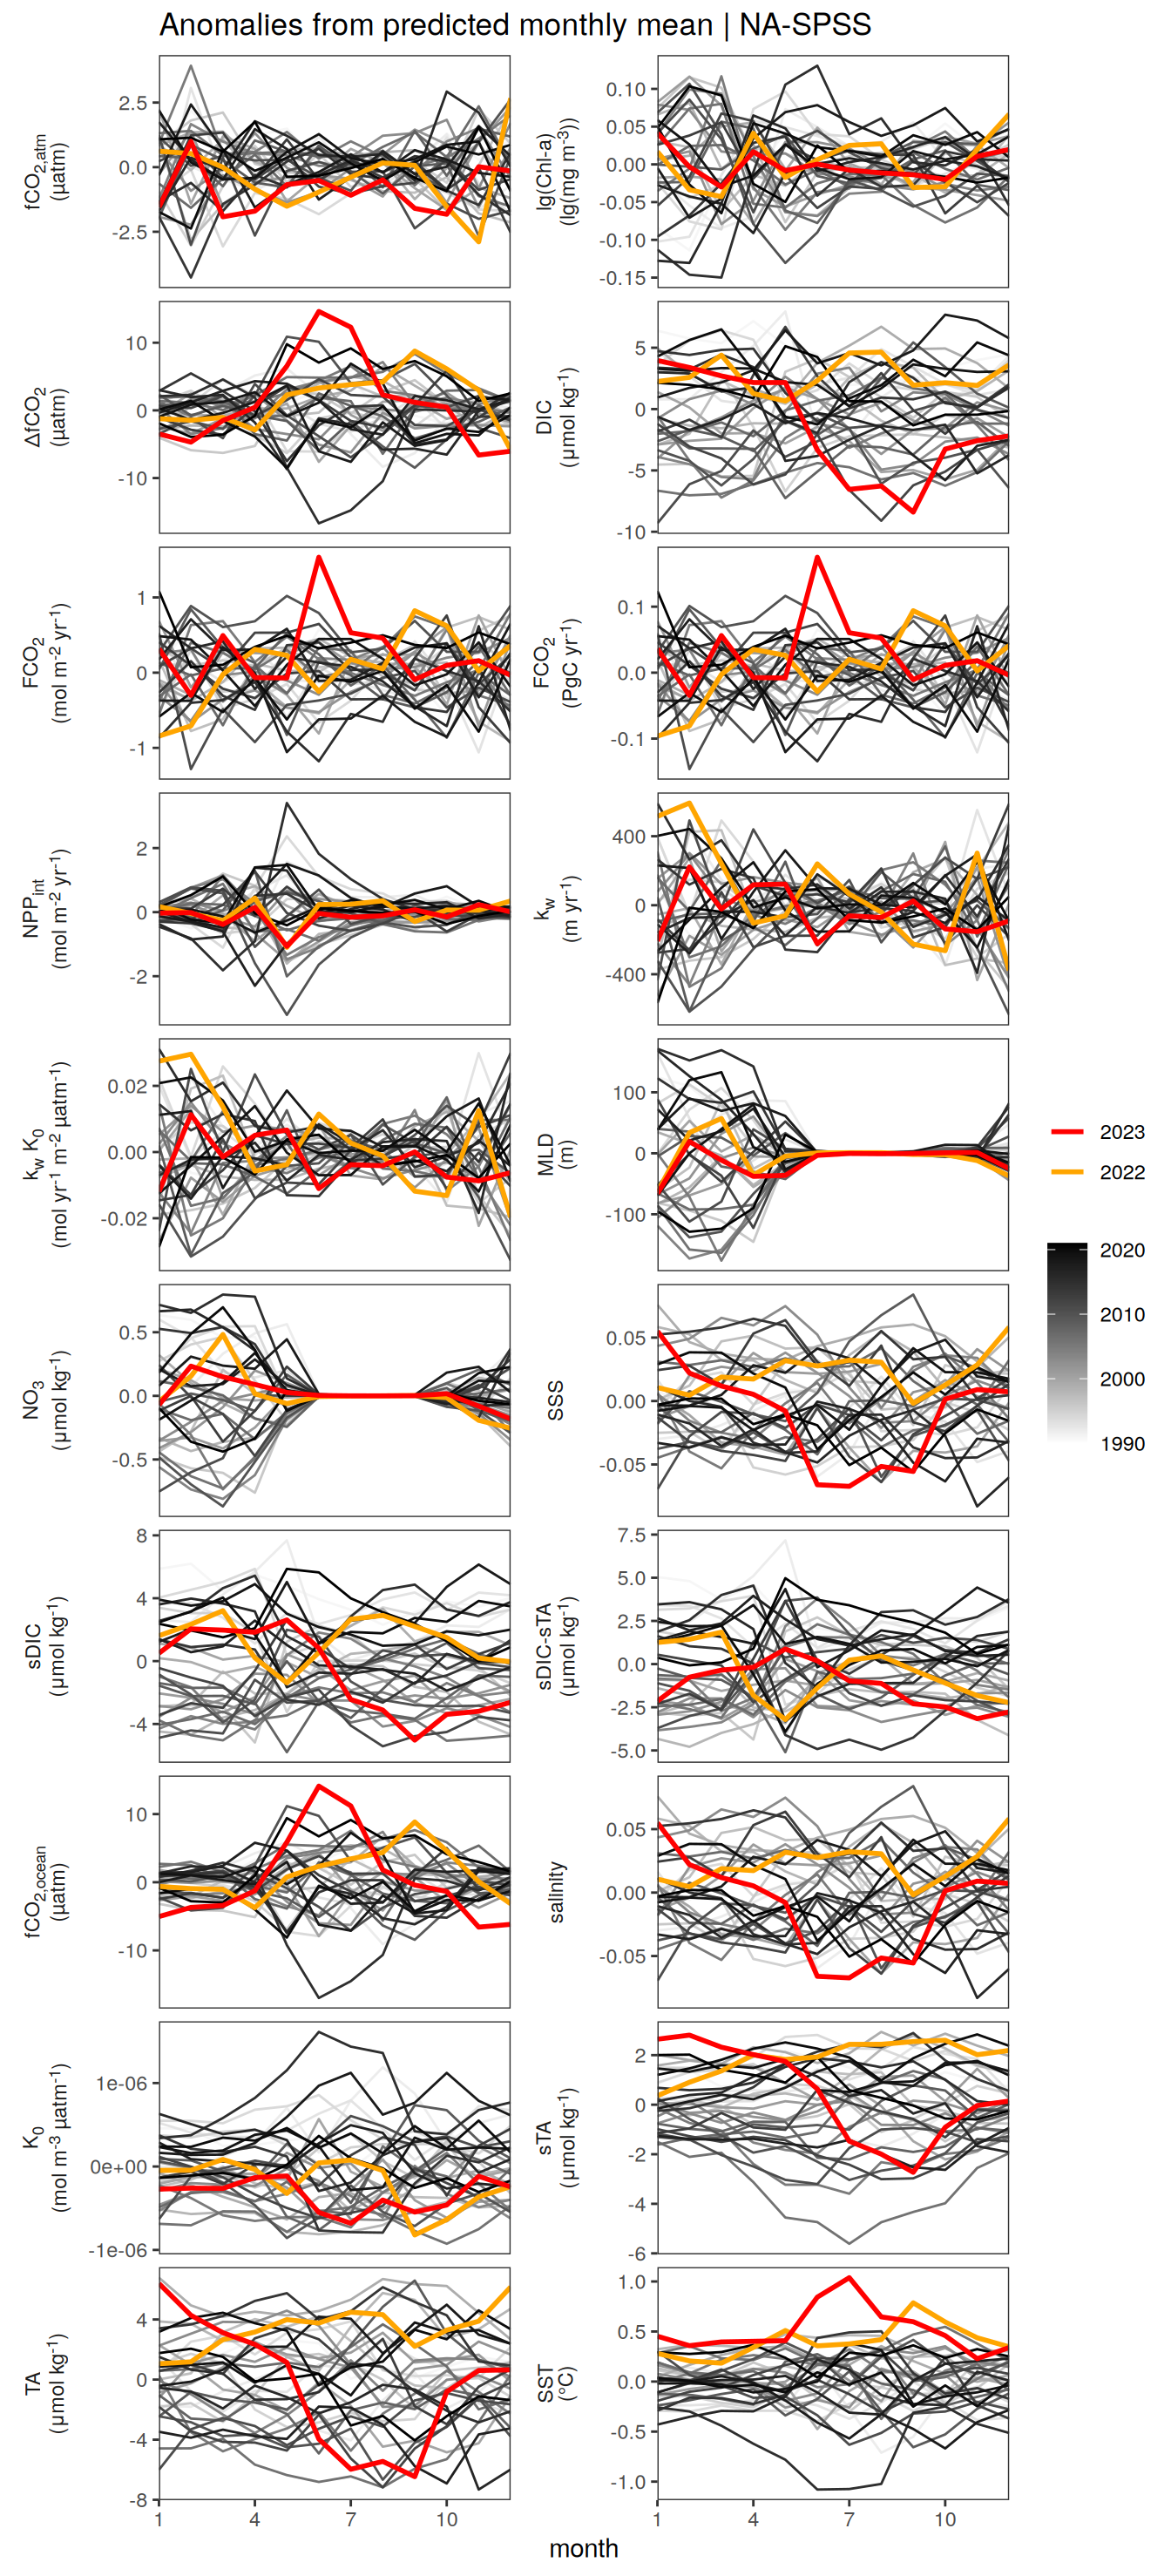 Anomalies from predicted monthly mean | NA-SPSS
fCO2,atm
(µatm)
2.5
0.0
-2.5
lg(Chl-a)
(lg(mg m-3))
0.10
0.05
0.00
-0.05
-0.10
-0.15
ΔfCO2
(µatm)
10
0
-10
DIC
(µmol kg-1)
5
0
-5
-10
FCO2
(mol m-2 yr-1)
1
0
-1
FCO2
(PgC yr-1)
0.1
0.0
-0.1
NPPint
(mol m-2 yr-1)
2
0
-2
kw
(m yr-1)
400
0
-400
kw K0
(mol yr-1 m-2 µatm-1)
0.02
0.00
-0.02
MLD
(m)
100
0
-100
2023
2022
2020
2010
2000
1990
NO3
(µmol kg-1)
0.5
0.0
-0.5
SSS
0.05
0.00
-0.05
sDIC
(µmol kg-1)
8
4
0
-4
sDIC-sTA
(µmol kg-1)
7.5
5.0
2.5
0.0
-2.5
-5.0
fCO2,ocean
(µatm)
10
0
-10
salinity
0.05
0.00
-0.05
K0
(mol m-3 µatm-1)
1e-06
0e+00
-1e-06
sTA
(µmol kg-1)
2
0
-2
-4
-6
TA
(µmol kg-1)
4
0
-4
-8
SST
(°C)
1.0
0.5
0.0
-0.5
-1.0
1 4 7 10
1 4 7 10
month